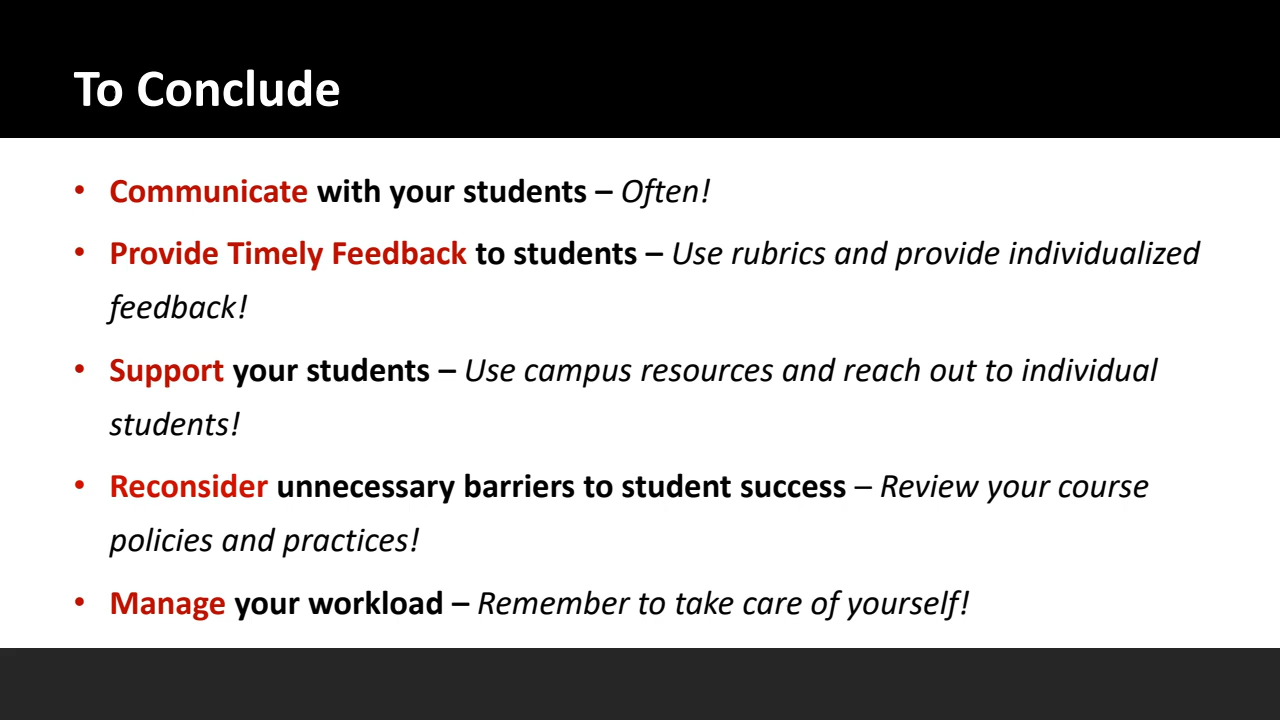 To Conclude
• Communicate with your students – Often!
• Provide Timely Feedback to students – Use rubrics and provide individualized
feedback!
• Support your students – Use campus resources and reach out to individual
students!
• Reconsider unnecessary barriers to student success – Review your course
policies and practices!
• Manage your workload – Remember to take care of yourself!